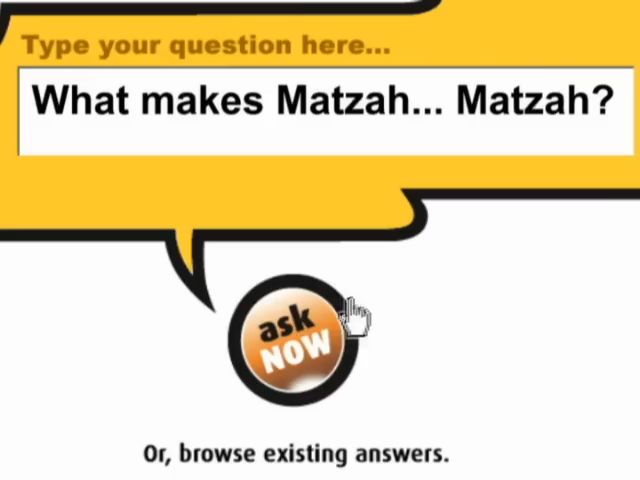 Type your question here...
What makes Matzah... Matzah?
ask
NOW
Or, browse existing answers.